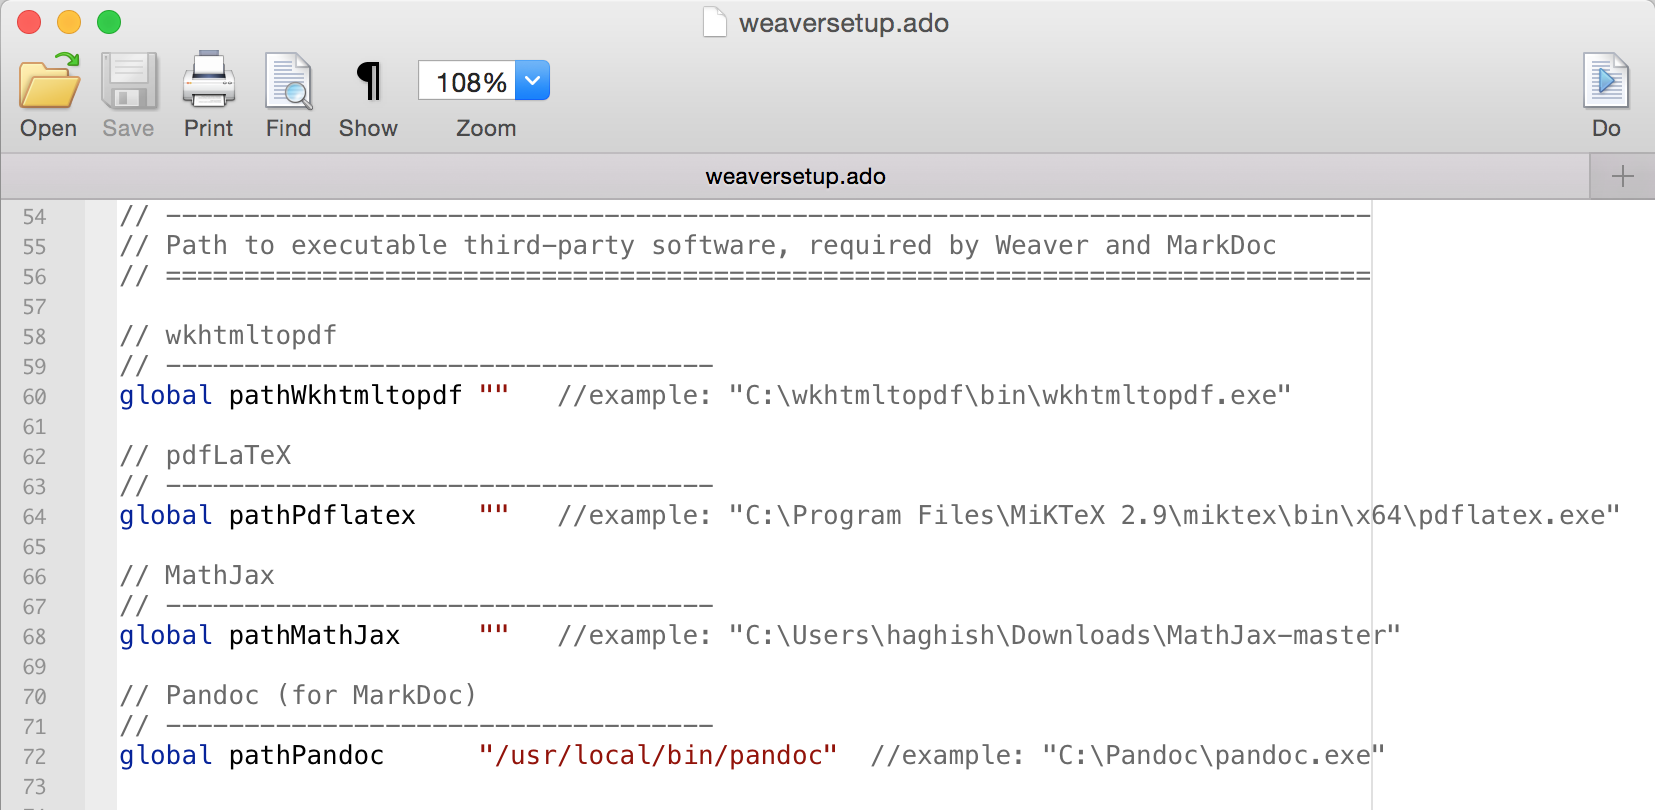 weaversetup.ado
Open Save Print Find Show 108% Zoom Do
weaversetup.ado
54 // -----------------------------------------------------------------------------
55 // Path to executable third-party software, required by Weaver and MarkDoc
56 // =============================================================================
57
58 // wkhtmltopdf
59 // -----------------------------------
60 global pathWkhtmltopdf ""   //example: "C:\wkhtmltopdf\bin\wkhtmltopdf.exe"
61
62 // pdfLaTeX
63 // -----------------------------------
64 global pathPdflatex    ""   //example: "C:\Program Files\MiKTeX 2.9\miktex\bin\x64\pdflatex.exe"
65
66 // MathJax
67 // -----------------------------------
68 global pathMathJax     ""   //example: "C:\Users\haghish\Downloads\MathJax-master"
69
70 // Pandoc (for MarkDoc)
71 // -----------------------------------
72 global pathPandoc      "/usr/local/bin/pandoc"  //example: "C:\Pandoc\pandoc.exe"
73